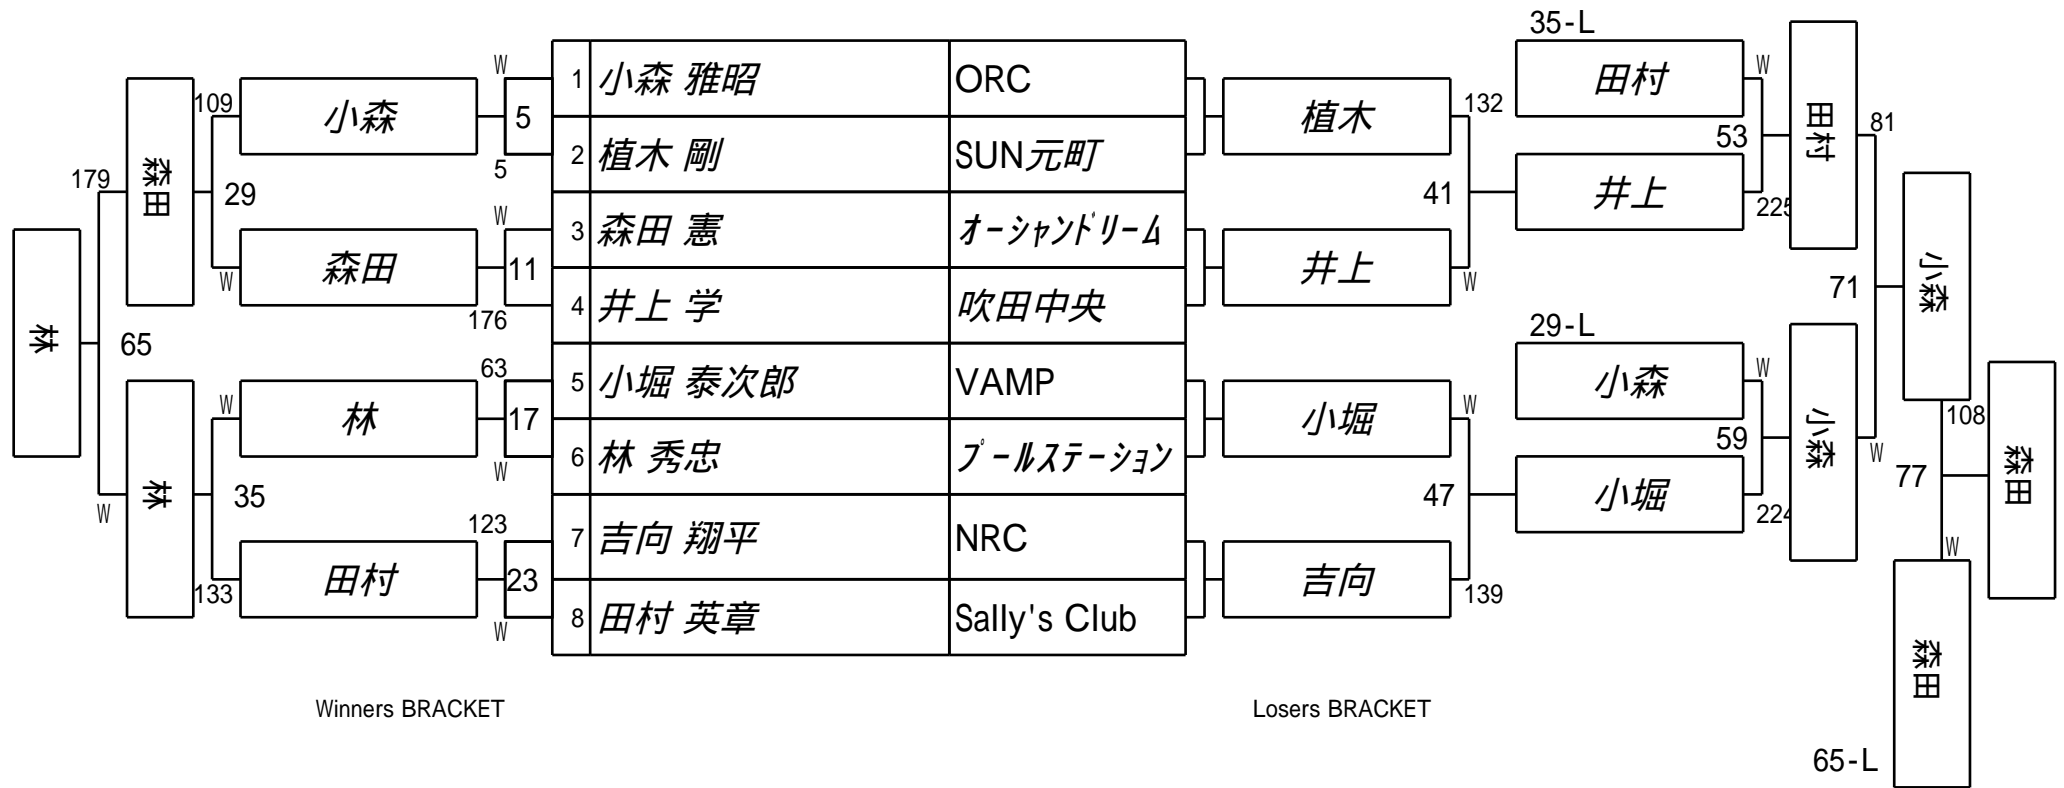 35-L
W
1 小森 雅昭 ORC
田村
W
109
小森
5
植木
132
田村
81
森田
5
2 植木 剛 SUN元町
53
179
29
W
41
井上
225
3 森田 憲 オーシャンドリーム
小森
林
W
森田
11
井上
W
71
176
4 井上 学 吹田中央
65
29-L
63
5 小堀 泰次郎 VAMP
小森
W
W
林
17
小堀
W
小森
108
W
6 林 秀忠 プールステーション
59
W
森田
林
35
47
小堀
77
W
224
123
7 吉向 翔平 NRC
W
133
田村
23
吉向
139
W
8 田村 英章 Sally's Club
森田
Winners BRACKET
Losers BRACKET
65-L